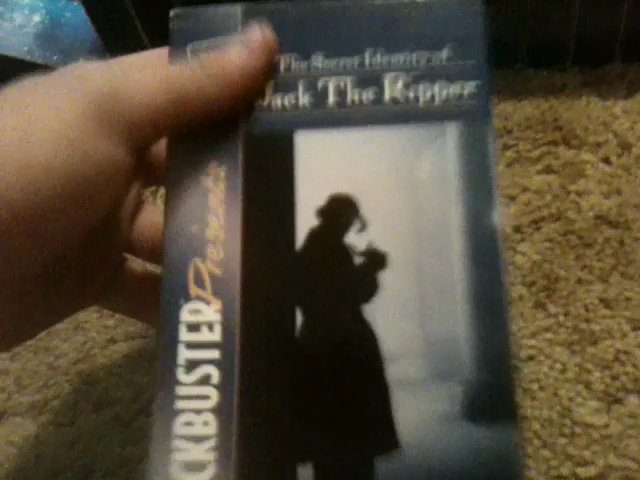 The Secret Identity of
Jack The Ripper
CKBUSTER Presents